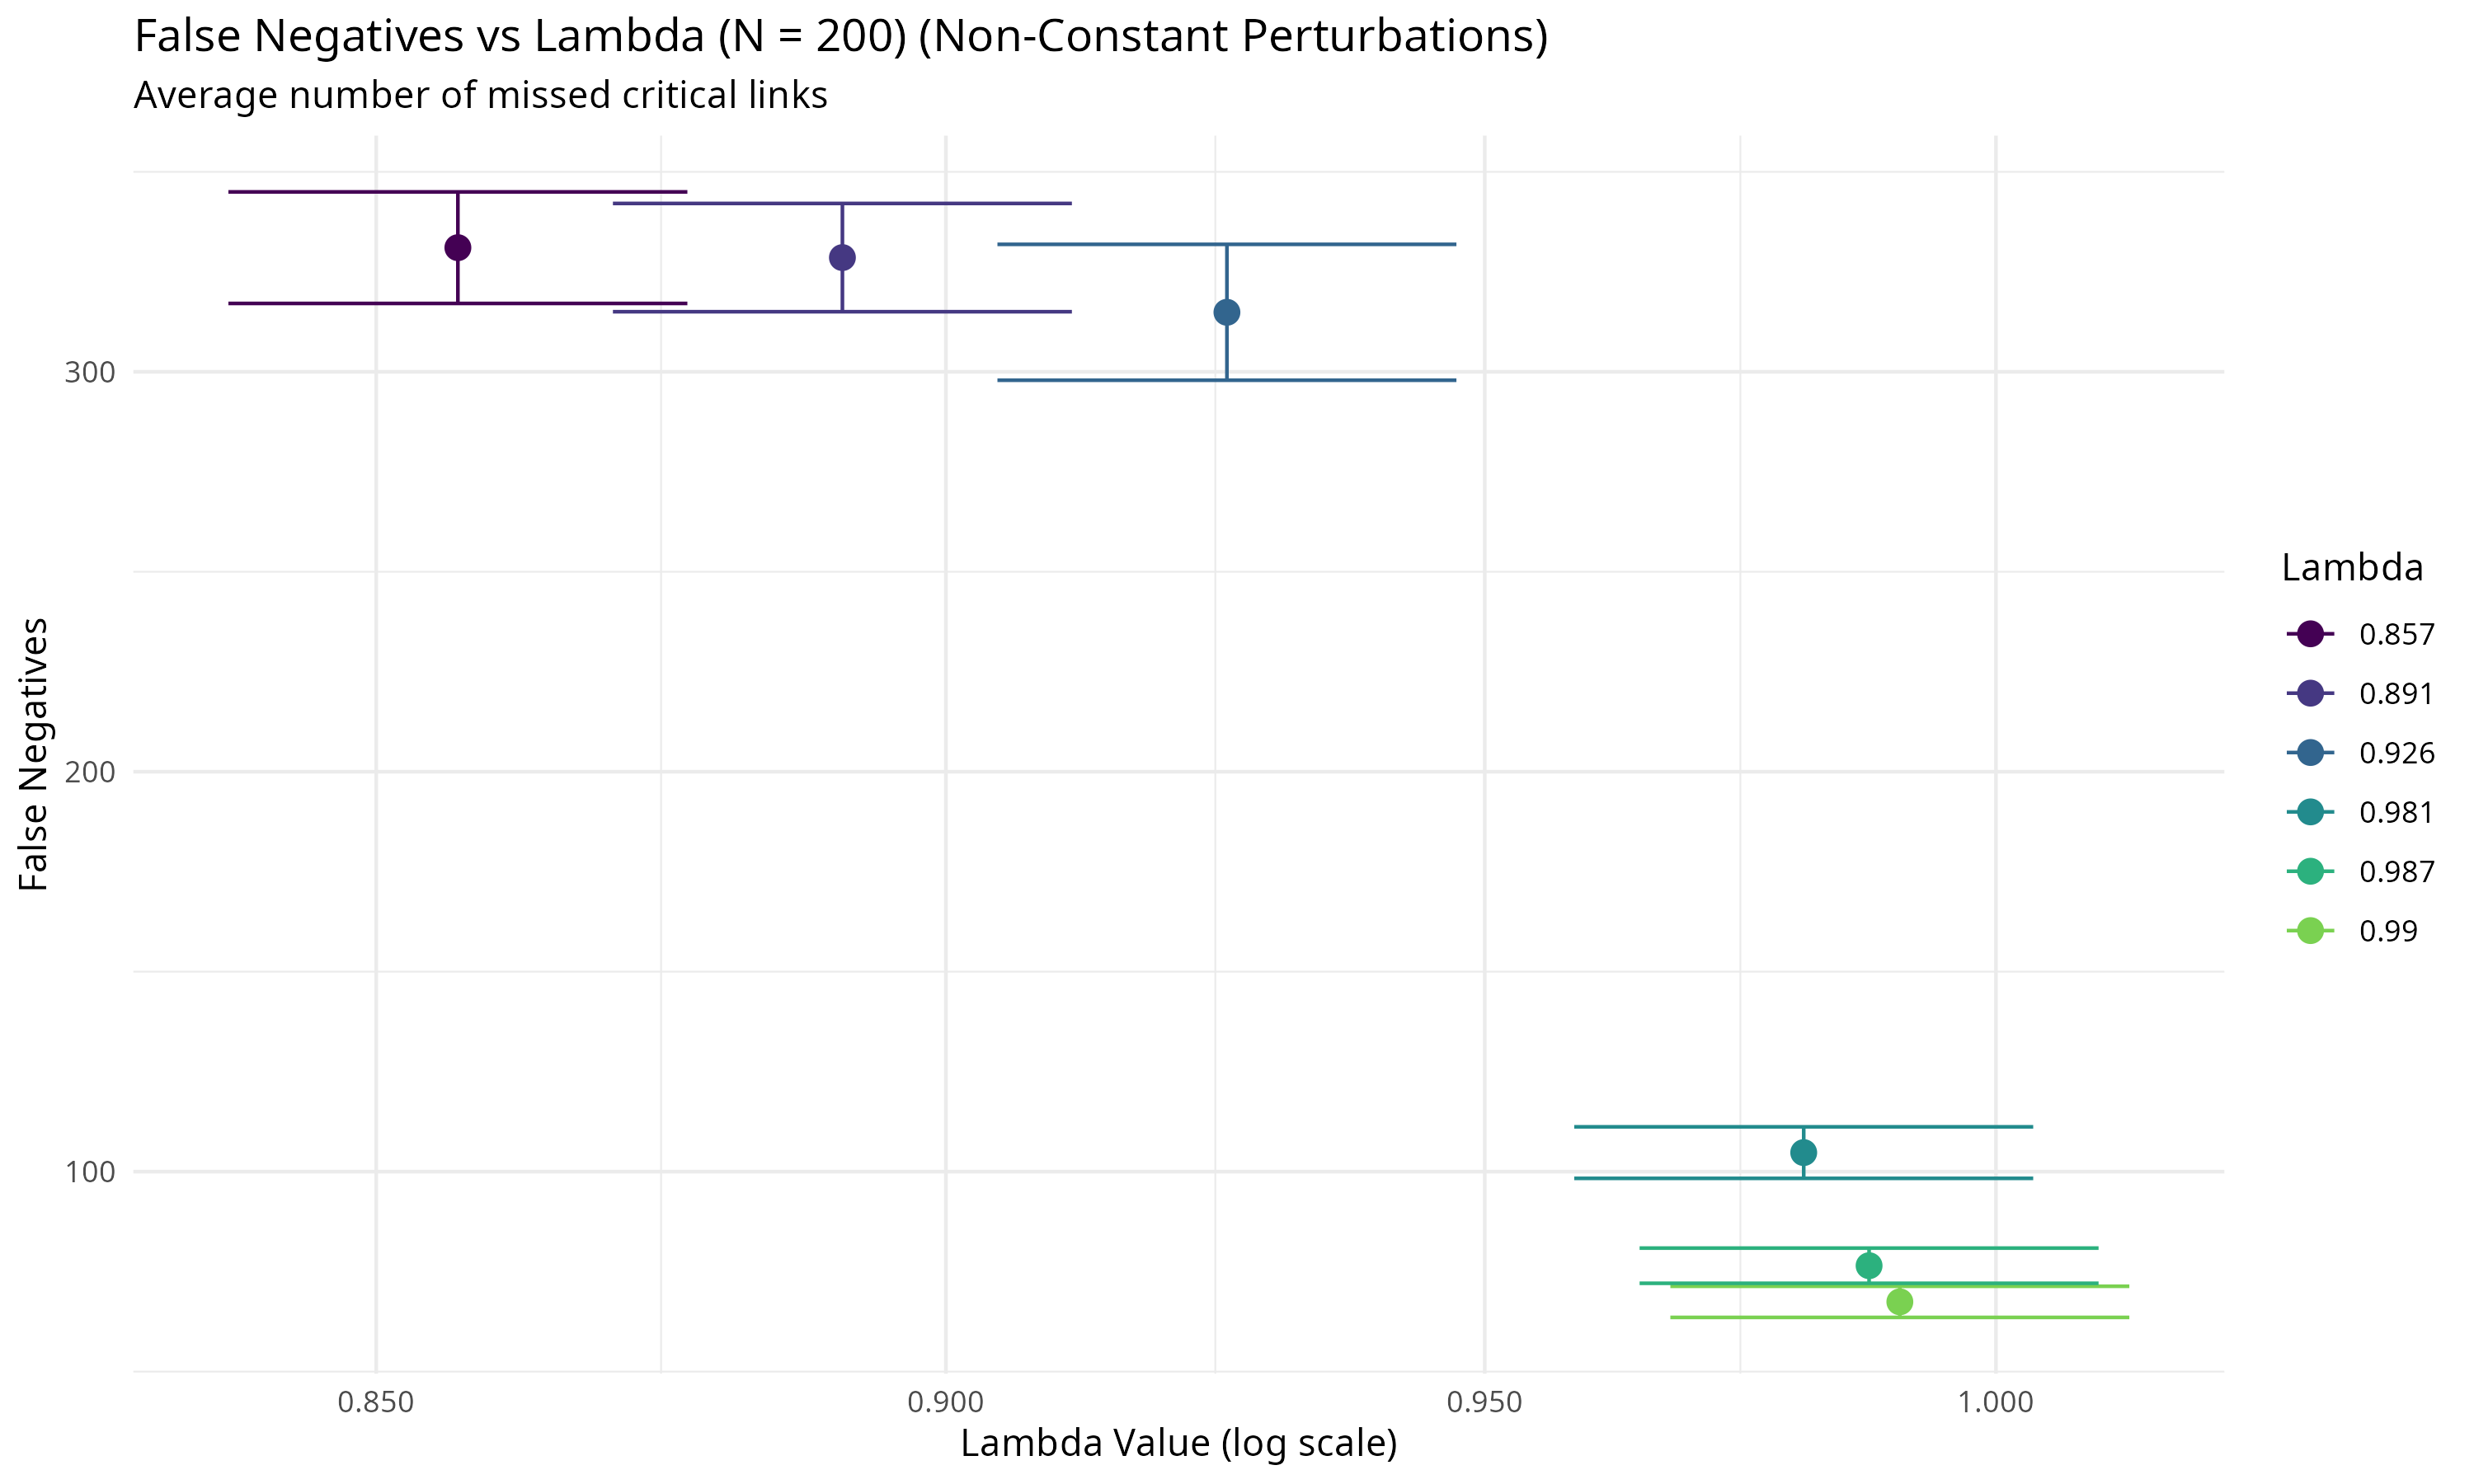 False Negatives vs Lambda (N = 200) (Non-Constant Perturbations)
Average number of missed critical links
False Negatives
300
200
100
0.850
0.900
0.950
1.000
Lambda Value (log scale)
Lambda
0.857
0.891
0.926
0.981
0.987
0.99